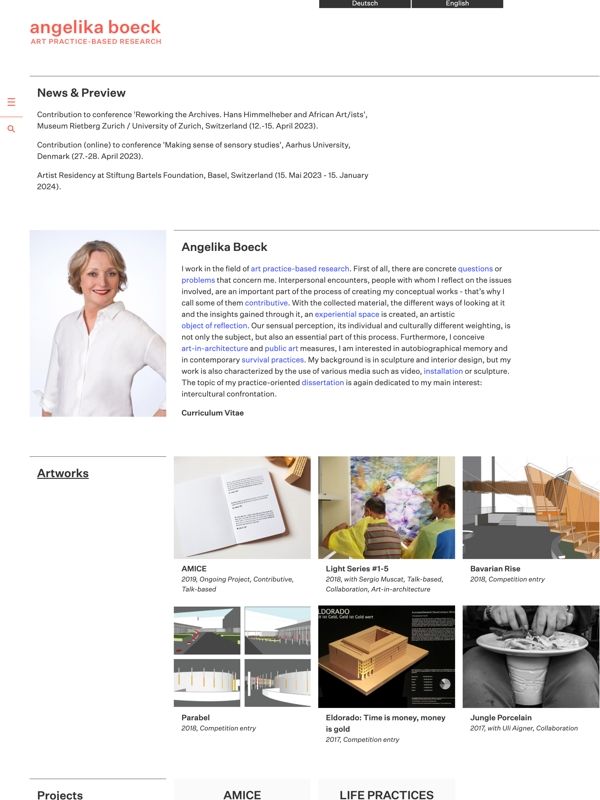 Deutsch
English
angelika boeck
ART PRACTICE-BASED RESEARCH
News & Preview
Contribution to conference 'Reworking the Archives. Hans Himmelheber and African Art/ists',
Museum Rietberg Zurich / University of Zurich, Switzerland (12.-15. April 2023).
Contribution (online) to conference 'Making sense of sensory studies', Aarhus University,
Denmark (27.-28. April 2023).
Artist Residency at Stiftung Bartels Foundation, Basel, Switzerland (15. Mai 2023 - 15. January
2024).
Angelika Boeck
I work in the field of art practice-based research. First of all, there are concrete questions or
problems that concern me. Interpersonal encounters, people with whom I reflect on the issues
involved, are an important part of the process of creating my conceptual works - that's why I
call some of them contributive. With the collected material, the different ways of looking at it
and the insights gained through it, an experiential space is created, an artistic
object of reflection. Our sensual perception, its individual and culturally different weighting, is
not only the subject, but also an essential part of this process. Furthermore, I conceive
art-in-architecture and public art measures, I am interested in autobiographical memory and
in contemporary survival practices. My background is in sculpture and interior design, but my
work is also characterized by the use of various media such as video, installation or sculpture.
The topic of my practice-oriented dissertation is again dedicated to my main interest:
intercultural confrontation.
Curriculum Vitae
Artworks
AMICE
2019, Ongoing Project, Contributive,
Talk-based
Light Series #1-5
2018, with Sergio Muscat, Talk-based,
Collaboration, Art-in-architecture
Bavarian Rise
2018, Competition entry
DORADO
ist Gold, Geld ist Gold wert
Parabel
2018, Competition entry
Eldorado: Time is money, money
is gold
2017, Competition entry
Jungle Porcelain
2017, with Uli Aigner, Collaboration
Projects
AMICE
LIFE PRACTICES